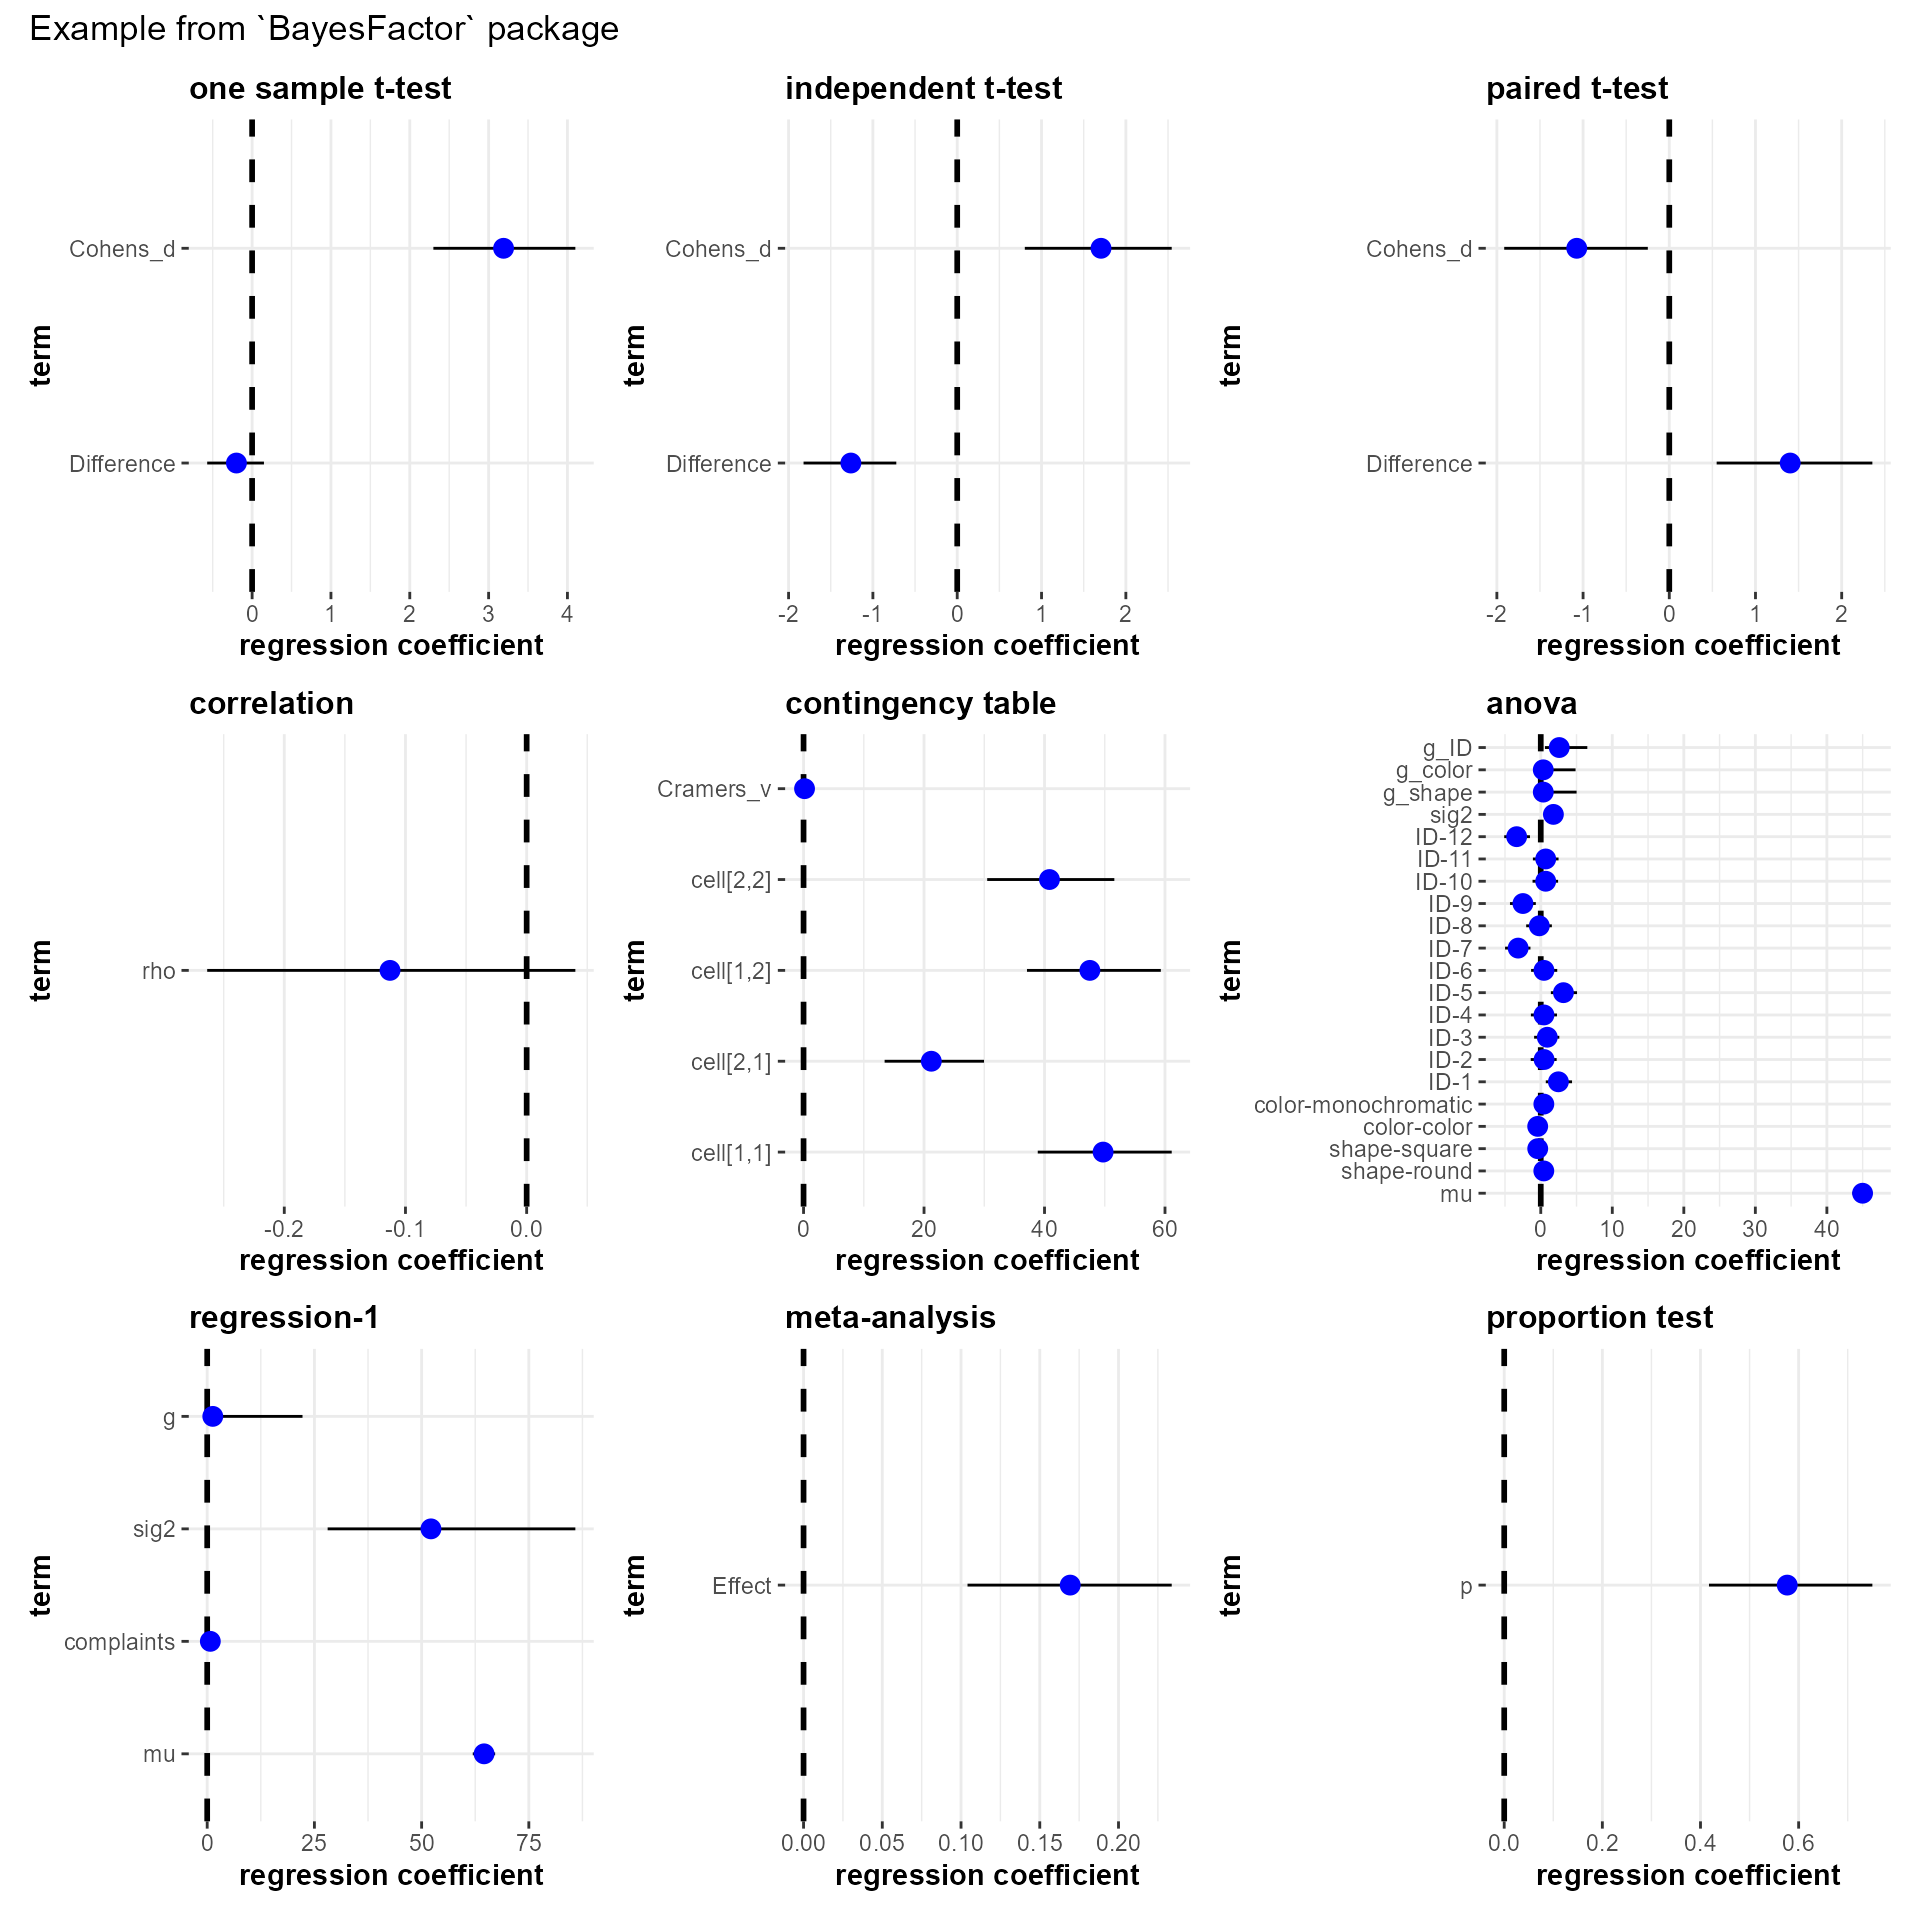 Example from `BayesFactor` package
one sample t-test
term
Cohens_d
Difference
0 1 2 3 4
regression coefficient
independent t-test
term
Cohens_d
Difference
-2 -1 0 1 2
regression coefficient
paired t-test
term
Cohens_d
Difference
-2 -1 0 1 2
regression coefficient
correlation
term
rho
-0.2 -0.1 0.0
regression coefficient
contingency table
term
Cramers_v
cell[2,2]
cell[1,2]
cell[2,1]
cell[1,1]
0 20 40 60
regression coefficient
anova
term
g_ID
g_color
g_shape
sig2
ID-12
ID-11
ID-10
ID-9
ID-8
ID-7
ID-6
ID-5
ID-4
ID-3
ID-2
ID-1
color-monochromatic
color-color
shape-square
shape-round
mu
0 10 20 30 40
regression coefficient
regression-1
term
g
sig2
complaints
mu
0 25 50 75
regression coefficient
meta-analysis
term
Effect
0.00 0.05 0.10 0.15 0.20
regression coefficient
proportion test
term
p
0.0 0.2 0.4 0.6
regression coefficient